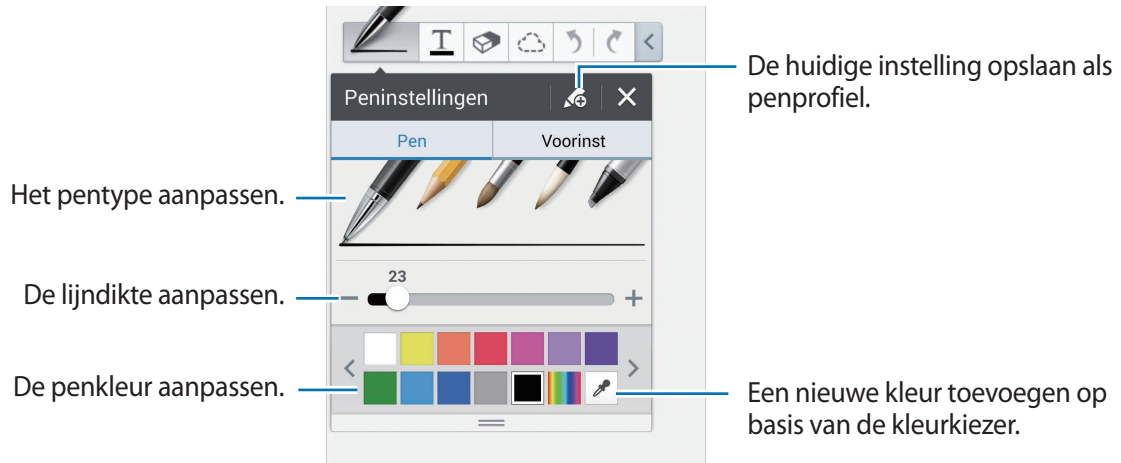 T
De huidige instelling opslaan als
penprofiel.
Peninstellingen
Pen
Voorinst
Het pentype aanpassen.
23
De lijndikte aanpassen.
De penkleur aanpassen.
Een nieuwe kleur toevoegen op
basis van de kleurkiezer.